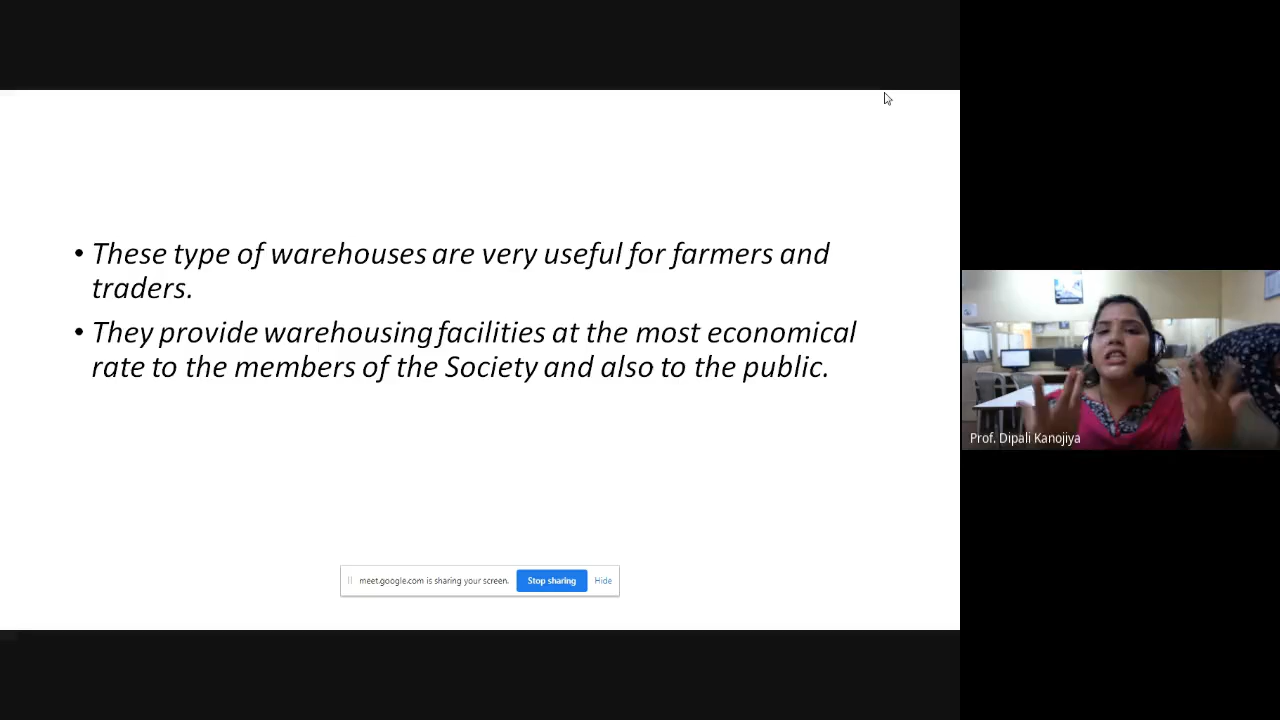 • These type of warehouses are very useful for farmers and
traders.
• They provide warehousing facilities at the most economical
rate to the members of the Society and also to the public.
Prof. Dipali Kanojiya
meet.google.com is sharing your screen.
Stop sharing
Hide